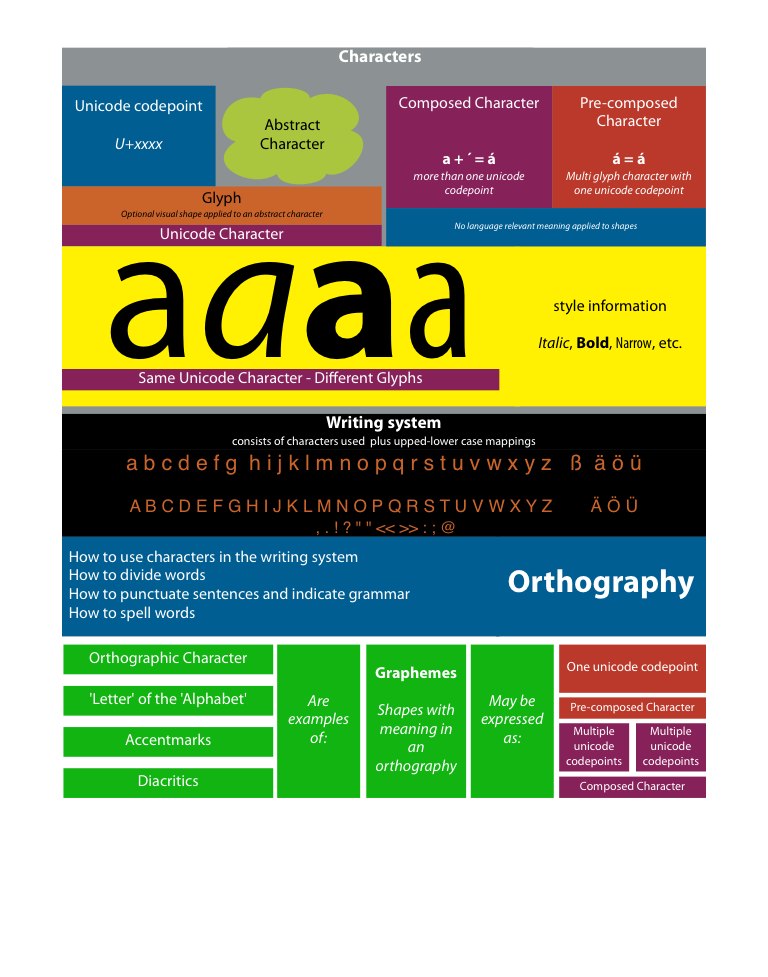 Characters
Unicode codepoint
U+xxxx
Abstract
Character
Composed Character
a + ´ = á
more than one unicode
codepoint
Pre-composed
Character
á = á
Multi glyph character with
one unicode codepoint
Glyph
Optional visual shape applied to an abstract character
Unicode Character
No language relevant meaning applied to shapes
a a a a
style information
Italic, Bold, Narrow, etc.
Same Unicode Character - Different Glyphs
Writing system
consists of characters used plus upped-lower case mappings
a b c d e f g h i j k l m n o p q r s t u v w x y z ß ä ö ü
A B C D E F G H I J K L M N O P Q R S T U V W X Y Z Ä Ö Ü
, . ! ? " " << >> : ; @
How to use characters in the writing system
How to divide words
How to punctuate sentences and indicate grammar
How to spell words
Orthography
Orthographic Character
'Letter' of the 'Alphabet'
Accentmarks
Diacritics
Are
examples
of:
Graphemes
Shapes with
meaning in
an
orthography
May be
expressed
as:
One unicode codepoint
Pre-composed Character
Multiple
unicode
codepoints
Multiple
unicode
codepoints
Composed Character